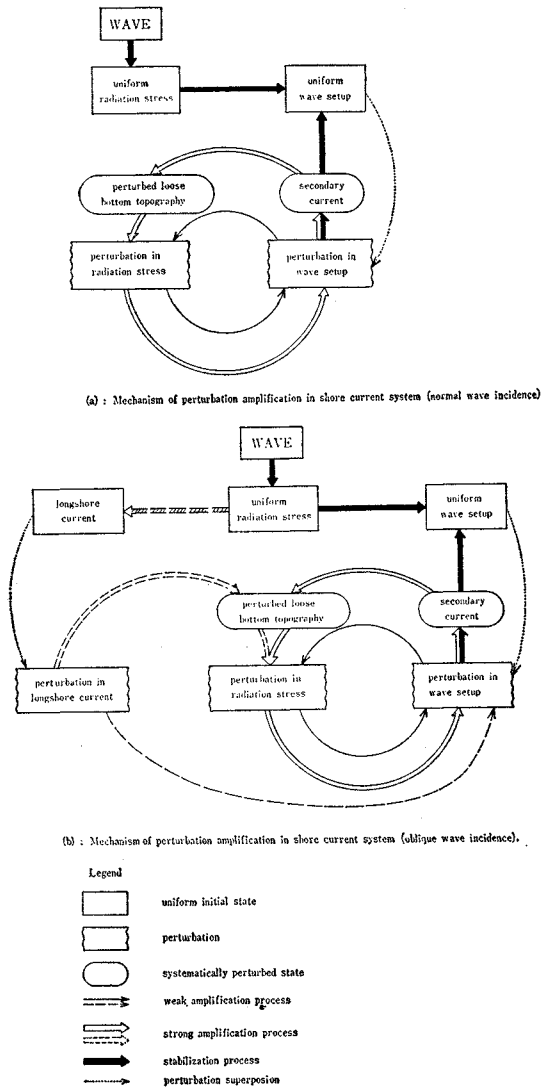 WAVE
uniform
radiation stress
uniform
wave setup
perturbed loose
bottom topography
secondary
current
perturbation in
radiation stress
perturbation in
wave setup
(a) : Mechanism of perturbation amplification in shore current system (normal wave incidence)
WAVE
longshore
current
uniform
radiation stress
uniform
wave setup
perturbed loose
bottom topography
secondary
current
perturbation in
longshore current
perturbation in
radiation stress
perturbation in
wave setup
(b) : Mechanism of perturbation amplification in shore current system (oblique wave incidence).
Legend
uniform initial state
perturbation
systematically perturbed state
weak amplification process
strong amplification process
stabilization process
perturbation superposion